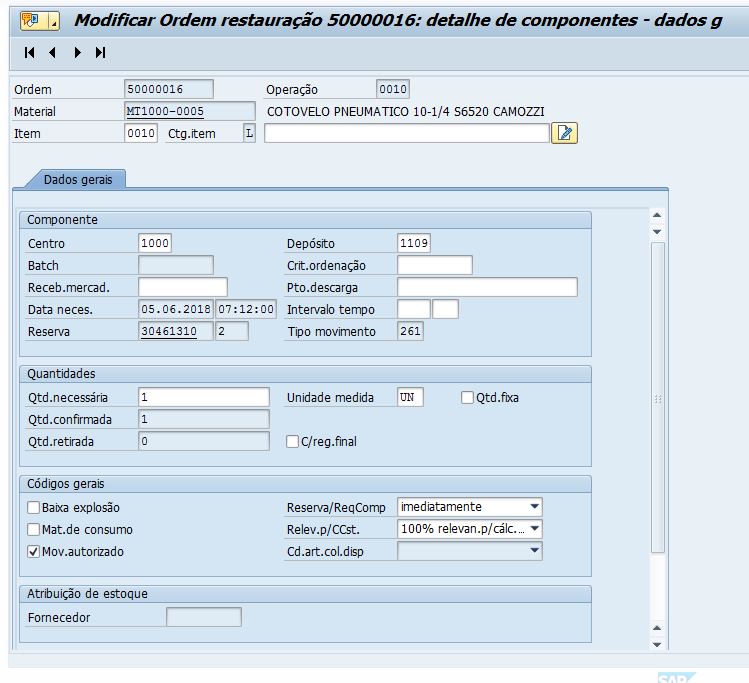 Modificar Ordem restauração 50000016: detalhe de componentes - dados g
Ordem 50000016 Operação 0010
Material MT1000-0005 COTOVELO PNEUMATICO 10-1/4 S6520 CAMOZZI
Item 0010 Ctg.item L
Dados gerais
Componente
Centro 1000 Depósito 1109
Batch Crit.ordenação
Receb.mercad. Pto.descarga
Data neces. 05.06.2018 07:12:00 Intervalo tempo
Reserva 30461310 2 Tipo movimento 261
Quantidades
Qtd.necessária 1 Unidade medida UN Qtd.fixa
Qtd.confirmada 1
Qtd.retirada 0 C/reg.final
Códigos gerais
Baixa explosão Reserva/ReqComp imediatamente
Mat.de consumo Relev.p/CCst. 100% relevan.p/cálc....
Mov.autorizado Cd.art.col.disp
Atribuição de estoque
Fornecedor
SAP